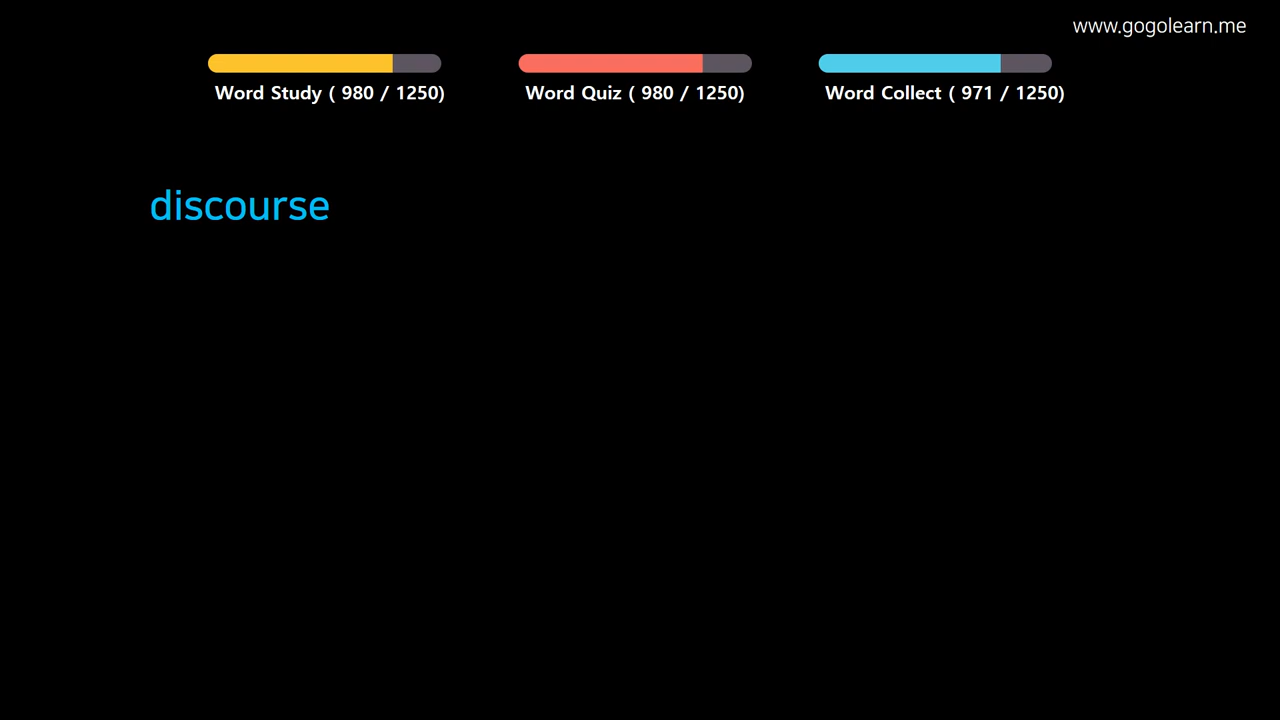 www.gogolearn.me
Word Study ( 980 / 1250)
Word Quiz ( 980 / 1250)
Word Collect ( 971 / 1250)
discourse